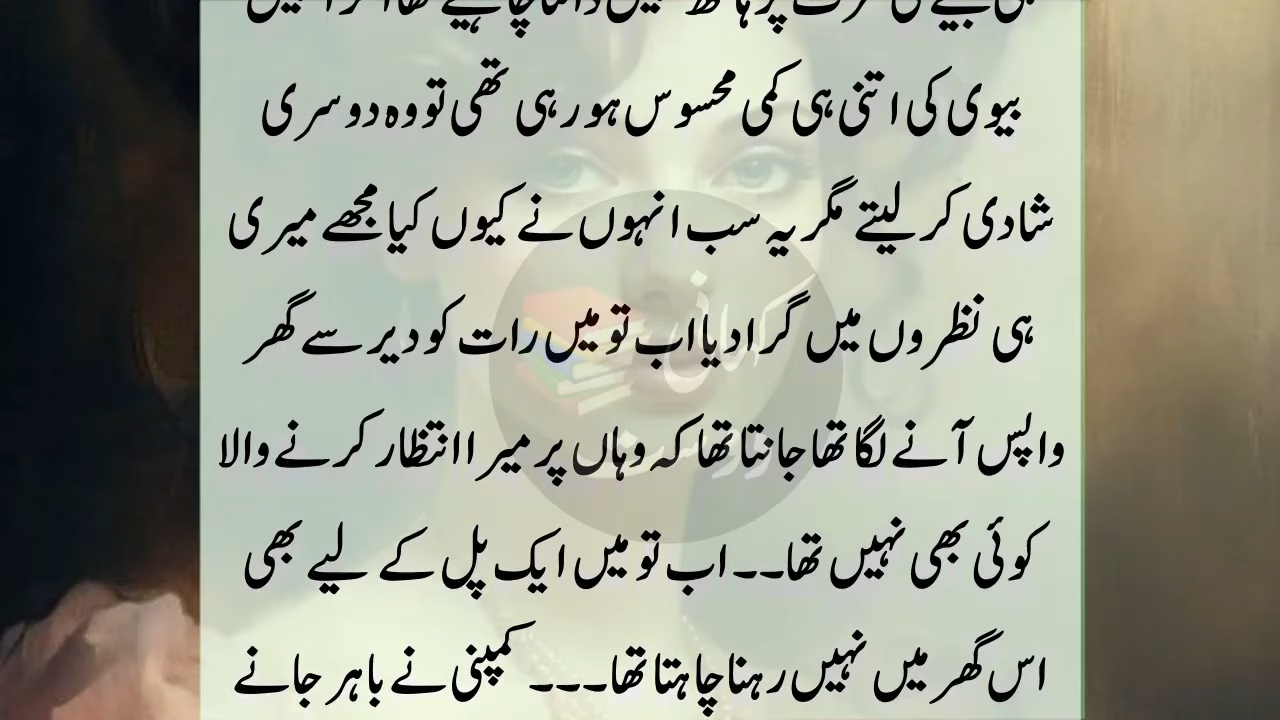 بیوی کی اتنی ہی کمی محسوس ہو رہی تھی تو وہ دوسری
شادی کر لیتے مگر یہ سب انہوں نے کیوں کیا مجھے میری
ہی نظروں میں گرا دیا اب تو میں رات کو دیر سے گھر
واپس آنے لگا تھا جانتا تھا کہ وہاں پر میرا انتظار کرنے والا
کوئی بھی نہیں تھا۔۔ اب تو میں ایک پل کے لیے بھی
اس گھر میں نہیں رہنا چاہتا تھا۔۔۔ کمپنی نے باہر جانے